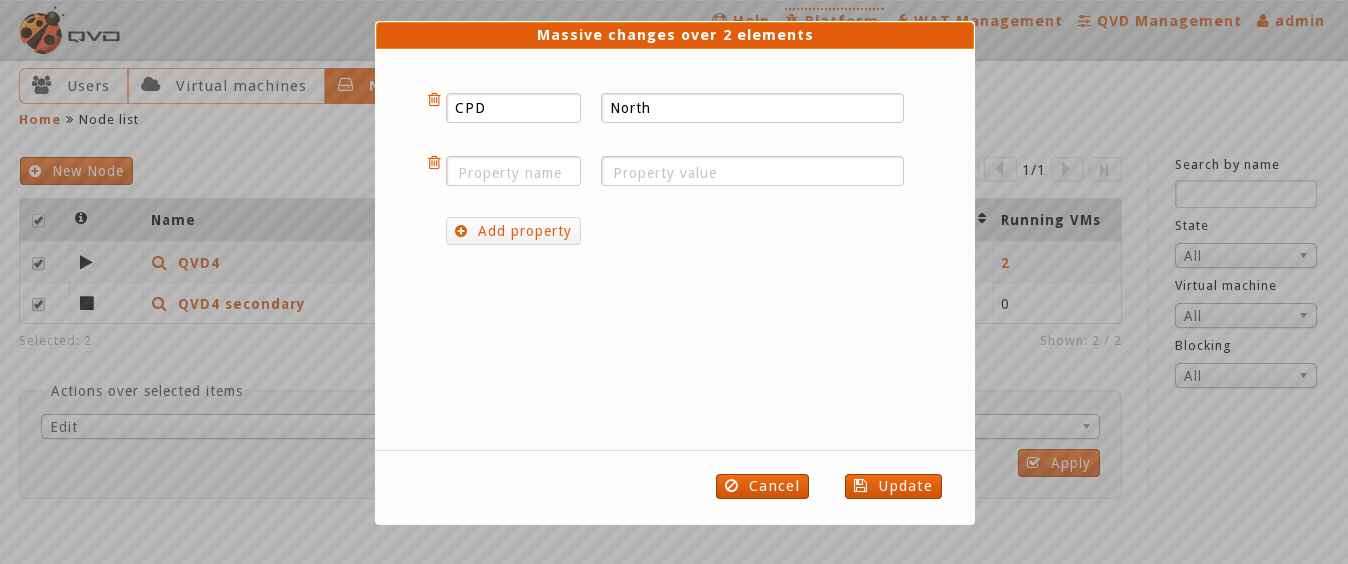 QVD
Help Platform WAT Management QVD Management admin
Massive changes over 2 elements
Users Virtual machines N
Home » Node list
CPD North
Property name Property value
Add property
Cancel Update
New Node
1/1
Name Running VMs
QVD4 2
QVD4 secondary 0
Selected: 2 Shown: 2 / 2
Actions over selected items
Edit
Apply
Search by name
State
All
Virtual machine
All
Blocking
All